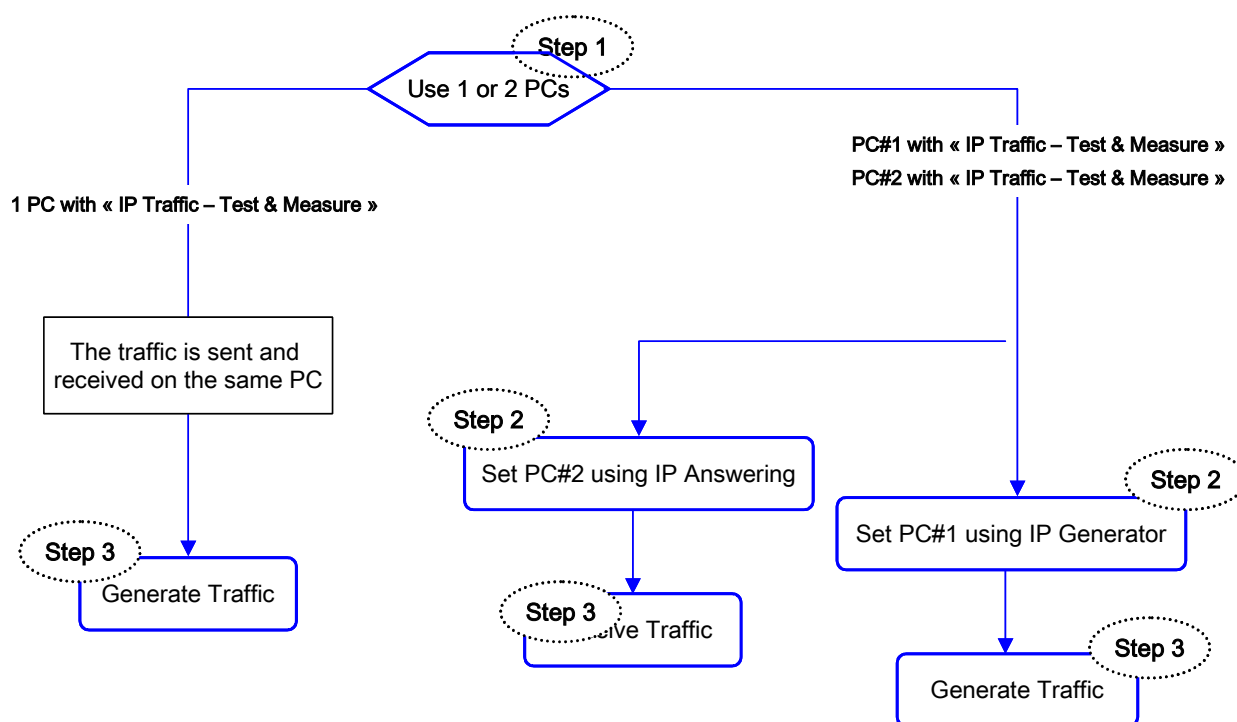 Step 1
Use 1 or 2 PCs
PC#1 with « IP Traffic – Test & Measure »
PC#2 with « IP Traffic – Test & Measure »
1 PC with « IP Traffic – Test & Measure »
The traffic is sent and
received on the same PC
Step 2
Set PC#2 using IP Answering
Step 2
Set PC#1 using IP Generator
Step 3
Generate Traffic
Step 3
ive Traffic
Step 3
Generate Traffic